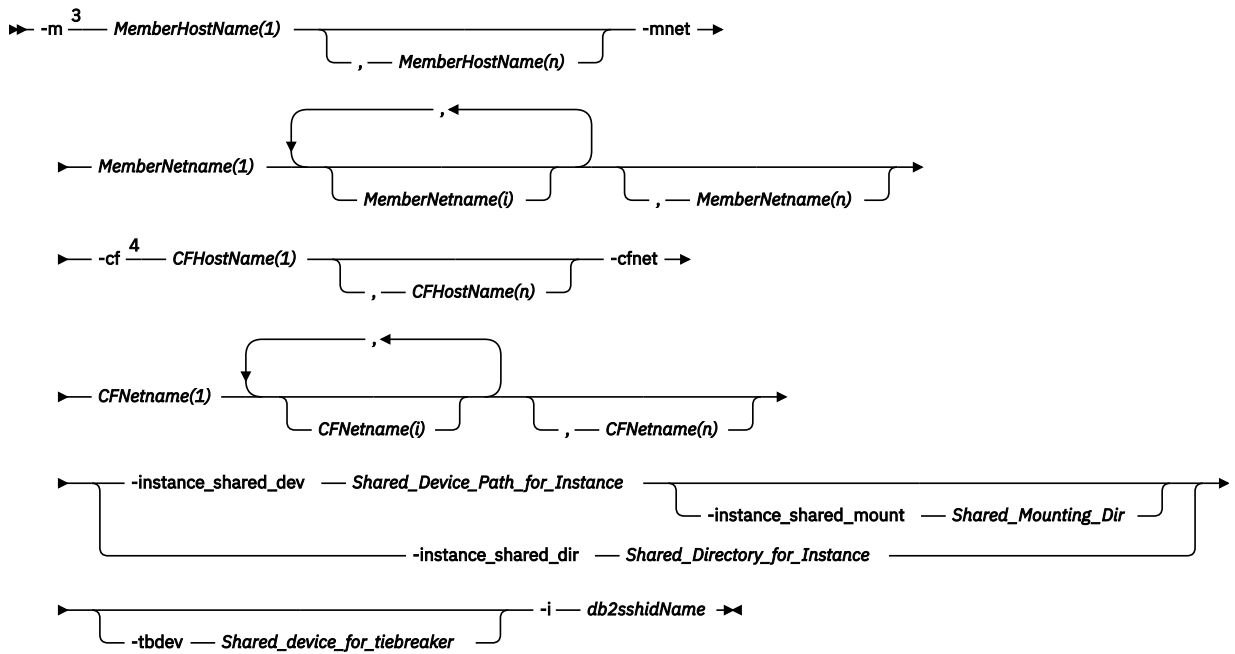 -m 3 MemberHostName(1) -mnet
, MemberHostName(n)
,
MemberNetname(1)
MemberNetname(i) , MemberNetname(n)
-cf 4 CFHostName(1) -cfnet
, CFHostName(n)
,
CFNetname(1)
CFNetname(i) , CFNetname(n)
-instance_shared_dev Shared_Device_Path_for_Instance
-instance_shared_mount Shared_Mounting_Dir
-instance_shared_dir Shared_Directory_for_Instance
-i db2sshidName
-tbdev Shared_device_for_tiebreaker